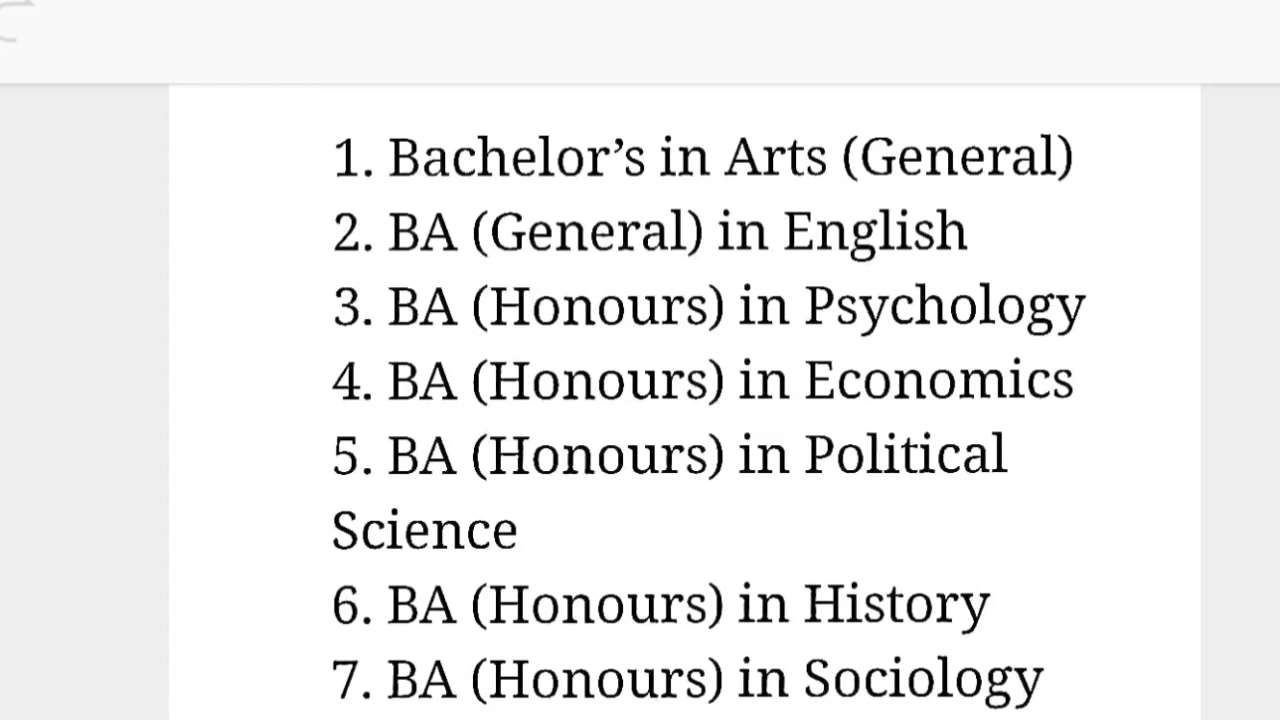 1. Bachelor’s in Arts (General)
2. BA (General) in English
3. BA (Honours) in Psychology
4. BA (Honours) in Economics
5. BA (Honours) in Political
Science
6. BA (Honours) in History
7. BA (Honours) in Sociology